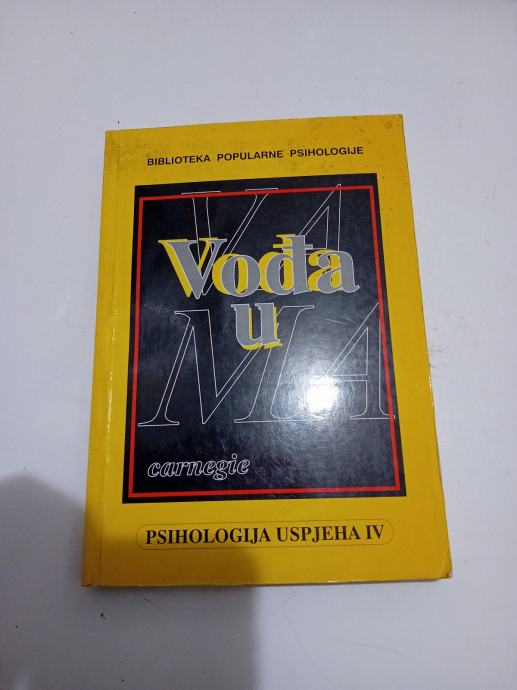 BIBLIOTEKA POPULARNE PSIHOLOGIJE
Vođa
u
VAMA
carnegie
PSIHOLOGIJA USPJEHA IV